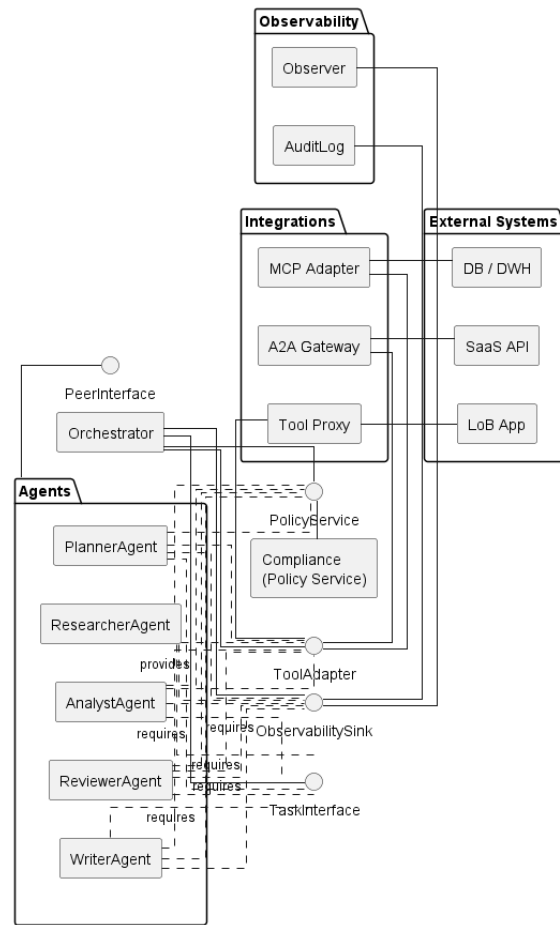 Observability
Observer
AuditLog
Integrations
External Systems
MCP Adapter
DB / DWH
A2A Gateway
SaaS API
PeerInterface
Orchestrator
Tool Proxy
LoB App
Agents
PolicyService
PlannerAgent
Compliance
(Policy Service)
ResearcherAgent
provides
ToolAdapter
AnalystAgent
requires
requires
ObservabilitySink
ReviewerAgent
requires
requires
TaskInterface
requires
WriterAgent